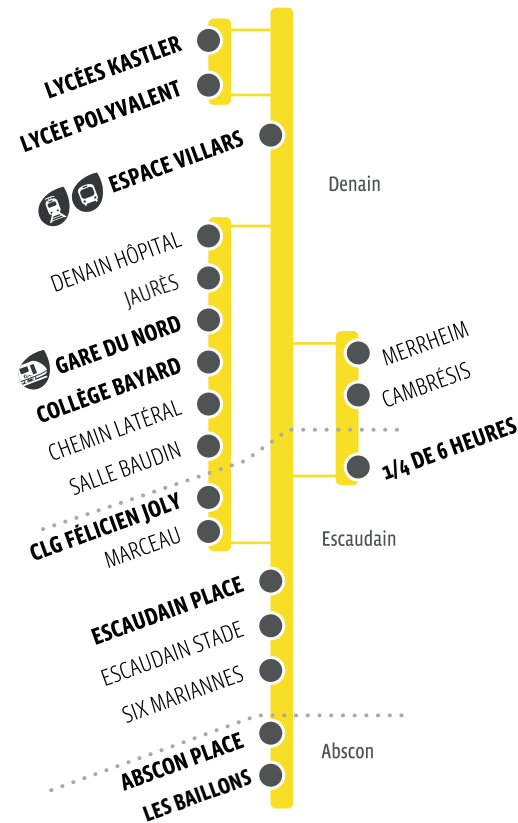 LYCÉES KASTLER
LYCÉE POLYVALENT
ESPACE VILLARS
Denain
DENAIN HÔPITAL
JAURÈS
GARE DU NORD
MERRHEIM
COLLÈGE BAYARD
CAMBRÉSIS
CHEMIN LATÉRAL
SALLE BAUDIN
1/4 DE 6 HEURES
CLG FÉLICIEN JOLY
MARCEAU
Escaudain
ESCAUDAIN PLACE
ESCAUDAIN STADE
SIX MARIANNES
ABSCON PLACE
Abscon
LES BAILLONS